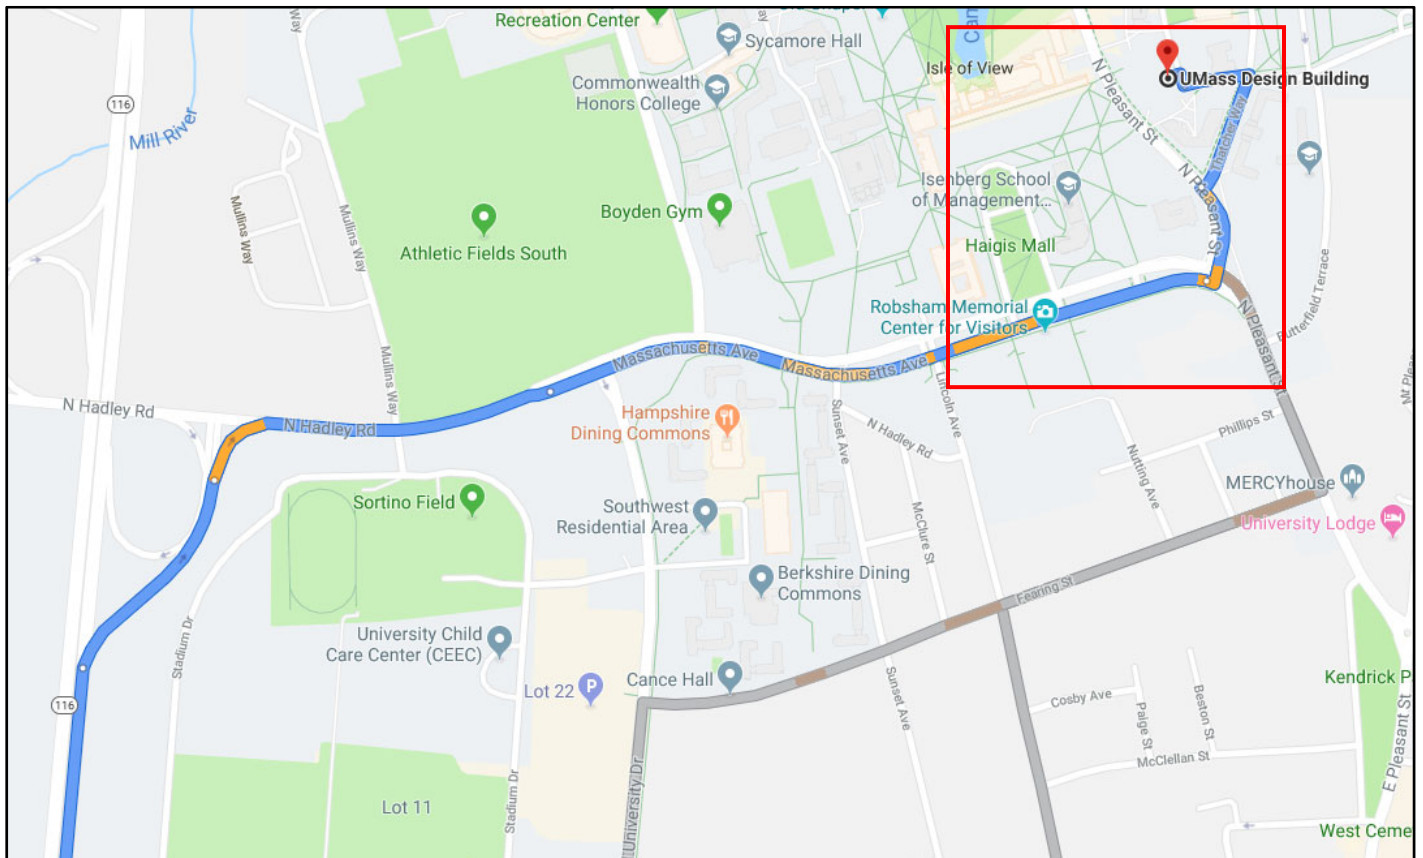 Recreation Center
Sycamore Hall
Isle of View
UMass Design Building
Commonwealth
Honors College
N Pleasant St
116
Mill River
Thatcher Way
Isenberg School
of Management...
N Pleasant St
Mullins Way
Mullins Way
Boyden Gym
Athletic Fields South
Haigis Mall
Butterfield Terrace
Robsham Memorial
Center for Visitors
N Pleasant St
Massachusetts Ave
Massachusetts Ave
Mullins Way
N Hadley Rd
N Hadley Rd
Hampshire
Dining Commons
Sunset Ave
Lincoln Ave
N Hadley Rd
Phillips St
Nutting Ave
MERCYhouse
Sortino Field
Southwest
Residential Area
McClure St
University Lodge
Berkshire Dining
Commons
Fearing St
University Child
Care Center (CEEC)
Stadium Dr
Cance Hall
Lot 22
P
Sunset Ave
Kendrick P
Cosby Ave
Beston St
Paige St
116
McClellan St
E Pleasant St
University Dr
Stadium Dr
Lot 11
West Ceme